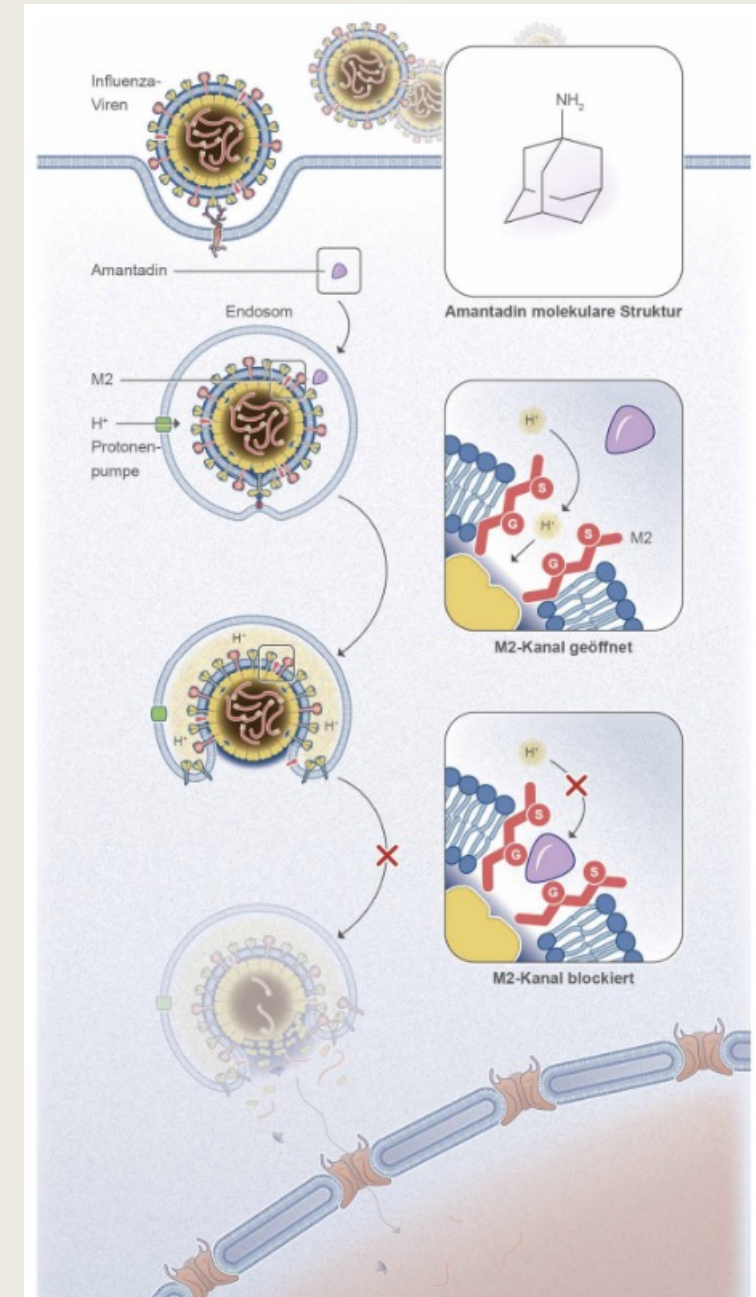 Influenza-
Viren
NH2
Amantadin
Amantadin molekulare Struktur
Endosom
M2
H+
Protonen-
pumpe
H+
S
G
H+
S
G
M2
M2-Kanal geöffnet
H+
H+
H+
H+
S
G
S
G
M2-Kanal blockiert